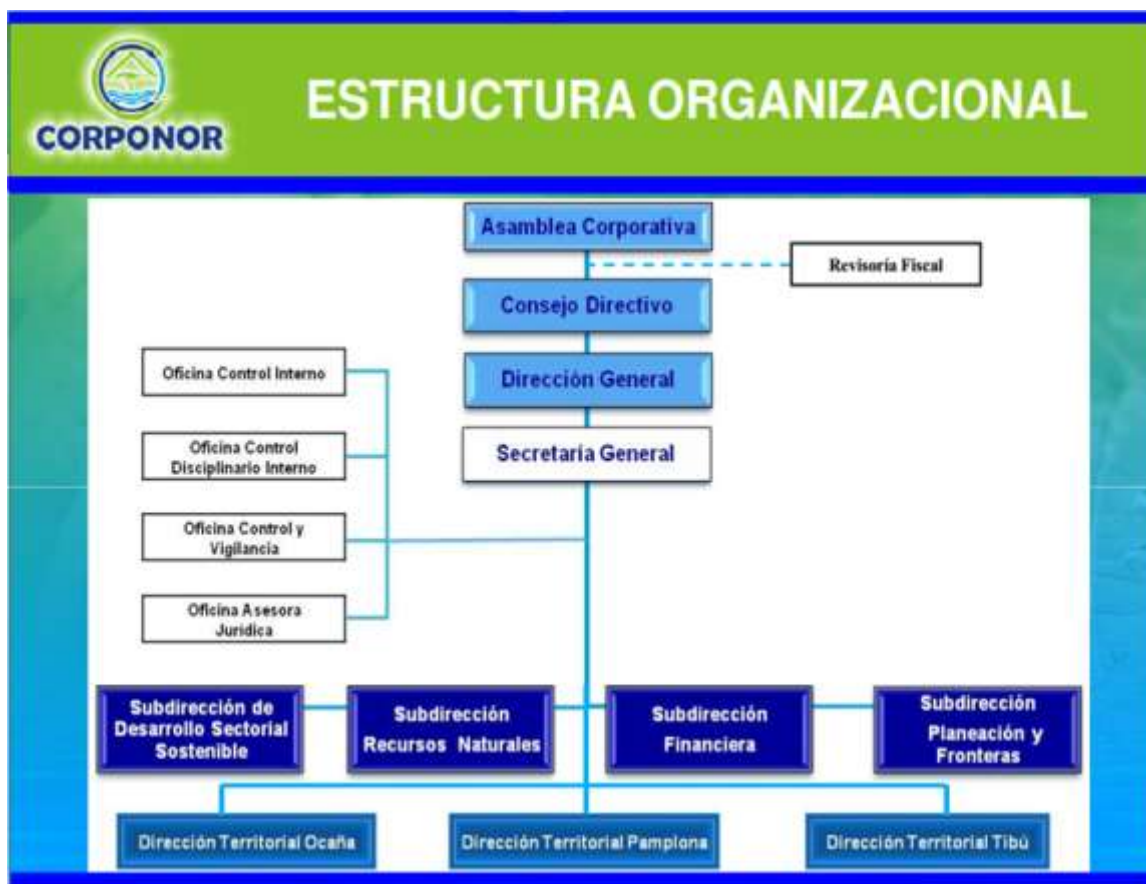 CORPONOR
ESTRUCTURA ORGANIZACIONAL
Asamblea Corporativa
Revisoría Fiscal
Consejo Directivo
Dirección General
Secretaría General
Oficina Control Interno
Oficina Control
Disciplinario Interno
Oficina Control y
Vigilancia
Oficina Asesora
Jurídica
Subdirección de
Desarrollo Sectorial
Sostenible
Subdirección
Recursos Naturales
Subdirección
Financiera
Subdirección
Planeación y
Fronteras
Dirección Territorial Ocaña
Dirección Territorial Pamplona
Dirección Territorial Tibù